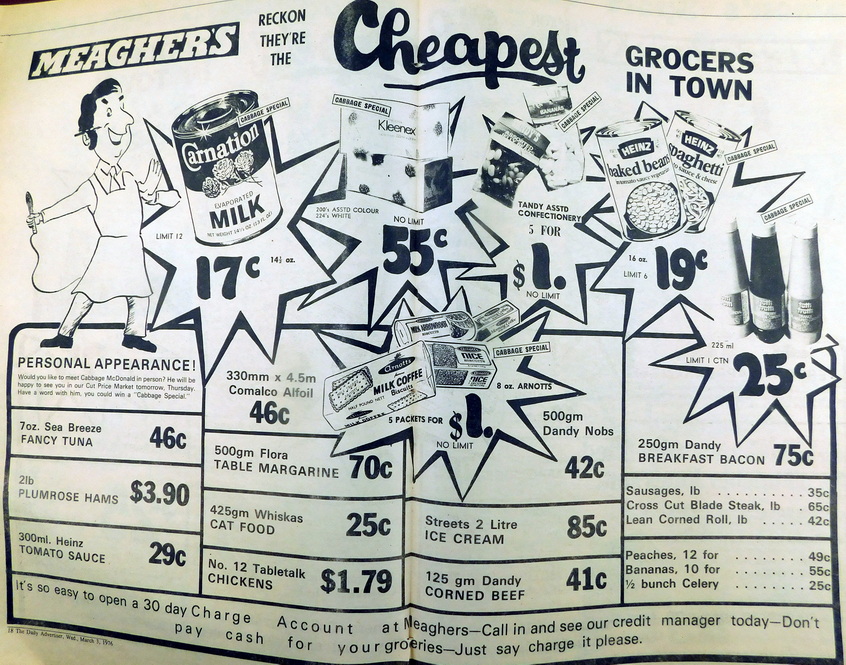 MEAGHER'S
RECKON
THEY'RE
THE
Cheapest
GROCERS
IN TOWN
CABBAGE SPECIAL
Carnation
EVAPORATED
MILK
LIMIT 12
17c
14½ oz.
CABBAGE SPECIAL
Kleenex
200's ASSTD COLOUR
224's WHITE
NO LIMIT
55c
CABBAGE SPECIAL
BANANAS
TANDY ASSTD
CONFECTIONERY
5 FOR
$1.
NO LIMIT
HEINZ
baked beans
HEINZ
spaghetti
CABBAGE SPECIAL
16 oz.
LIMIT 6
19c
CABBAGE SPECIAL
225 ml
LIMIT 1 CTN
25c
MILK ARROWROOT
NICE
NICE
Arnotts
MILK COFFEE
Biscuits
CABBAGE SPECIAL
8 oz. ARNOTTS
5 PACKETS FOR
$1.
NO LIMIT
PERSONAL APPEARANCE!
Would you like to meet Cabbage McDonald in person? He will be
happy to see you in our Cut Price Market tomorrow, Thursday.
Have a word with him, you could win a "Cabbage Special."
7oz. Sea Breeze
FANCY TUNA 46c
2lb
PLUMROSE HAMS $3.90
300ml. Heinz
TOMATO SAUCE 29c
330mm x 4.5m
Comalco Alfoil
46c
500gm Flora
TABLE MARGARINE 70c
425gm Whiskas
CAT FOOD 25c
No. 12 Tabletalk
CHICKENS $1.79
500gm
Dandy Nobs
42c
Streets 2 Litre
ICE CREAM 85c
125 gm Dandy
CORNED BEEF 41c
250gm Dandy
BREAKFAST BACON 75c
Sausages, lb . . . . . . . . . . 35c
Cross Cut Blade Steak, lb 65c
Lean Corned Roll, lb . . . . . 42c
Peaches, 12 for . . . . . . . . . 49c
Bananas, 10 for . . . . . . . . . 55c
½ bunch Celery . . . . . . . . . 25c
It's so easy to open a 30 day Charge Account at Meaghers—Call in and see our credit manager today—Don't
pay cash for your groceries—Just say charge it please.
18 The Daily Advertiser, Wed., March 3, 1976